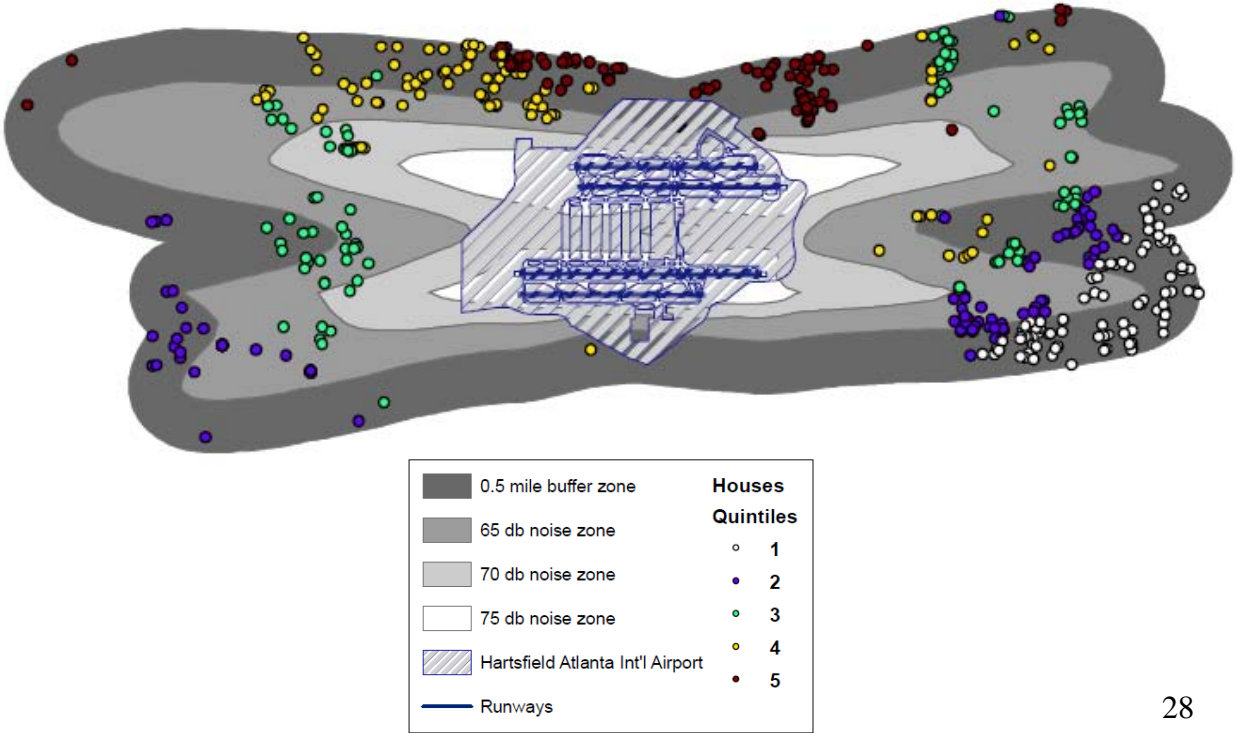 0.5 mile buffer zone
65 db noise zone
70 db noise zone
75 db noise zone
Hartsfield Atlanta Int'l Airport
Runways
Houses
Quintiles
1
2
3
4
5
28